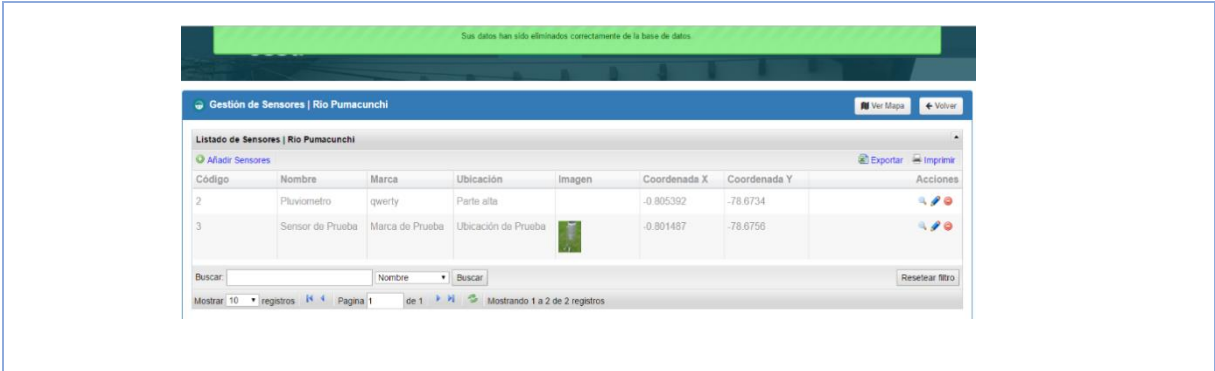 Sus datos han sido eliminados correctamente de la base de datos.
Gestión de Sensores | Rio Pumacunchi
Ver Mapa
Volver
Listado de Sensores | Rio Pumacunchi
Añadir Sensores
Exportar
Imprimir
Código Nombre Marca Ubicación Imagen Coordenada X Coordenada Y Acciones
2 Pluviometro qwerty Parte alta -0.805392 -78.6734
3 Sensor de Prueba Marca de Prueba Ubicación de Prueba -0.801487 -78.6756
Buscar: Nombre Buscar Resetear filtro
Mostrar 10 registros Pagina 1 de 1 Mostrando 1 a 2 de 2 registros